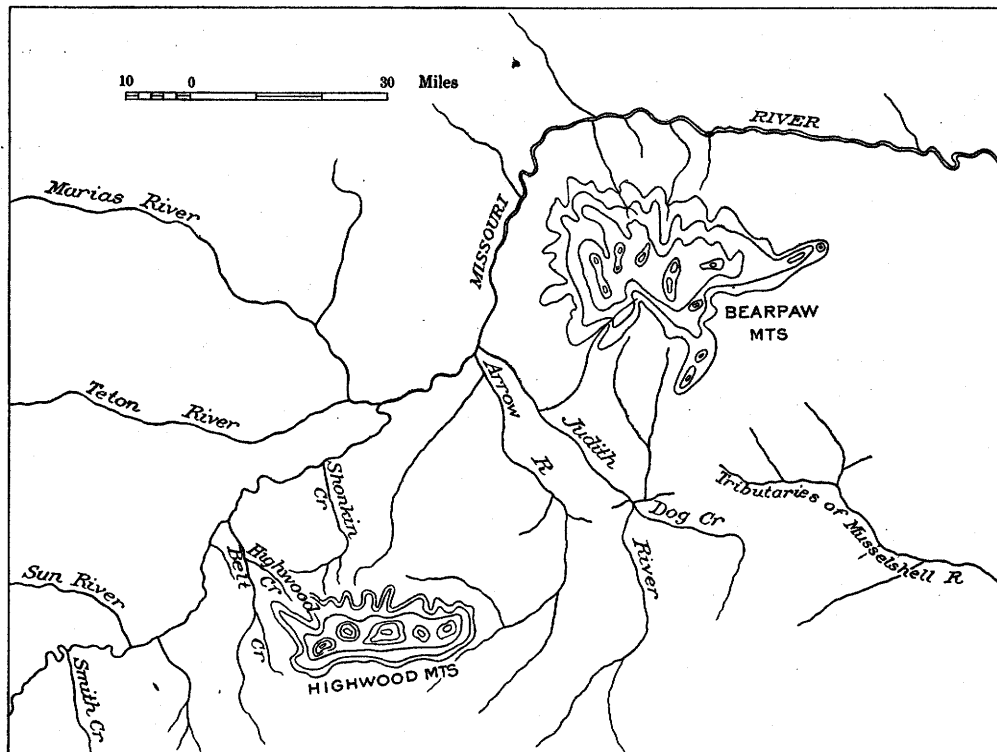 10 0 30 Miles
RIVER
Marias River
MISSOURI
BEARPAW
MTS
Teton River
Arrow
R
Judith
River
Shonkin
Cr
Dog Cr
Tributaries of Musselshell R
Highwood
Cr
Belt
Cr
Sun River
HIGHWOOD MTS
Smith Cr